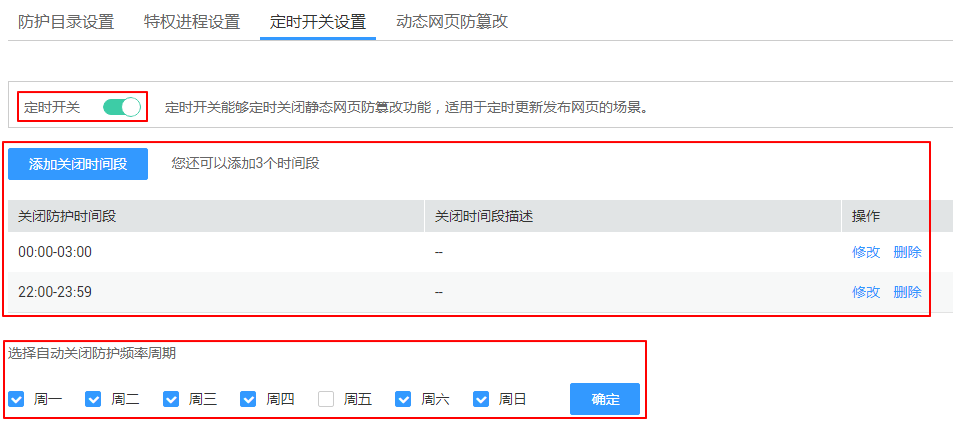 防护目录设置 特权进程设置 定时开关设置 动态网页防篡改
定时开关 定时开关能够定时关闭静态网页防篡改功能，适用于定时更新发布网页的场景。
添加关闭时间段 您还可以添加3个时间段
关闭防护时间段 关闭时间段描述 操作
00:00-03:00 -- 修改 删除
22:00-23:59 -- 修改 删除
选择自动关闭防护频率周期
周一 周二 周三 周四 周五 周六 周日 确定